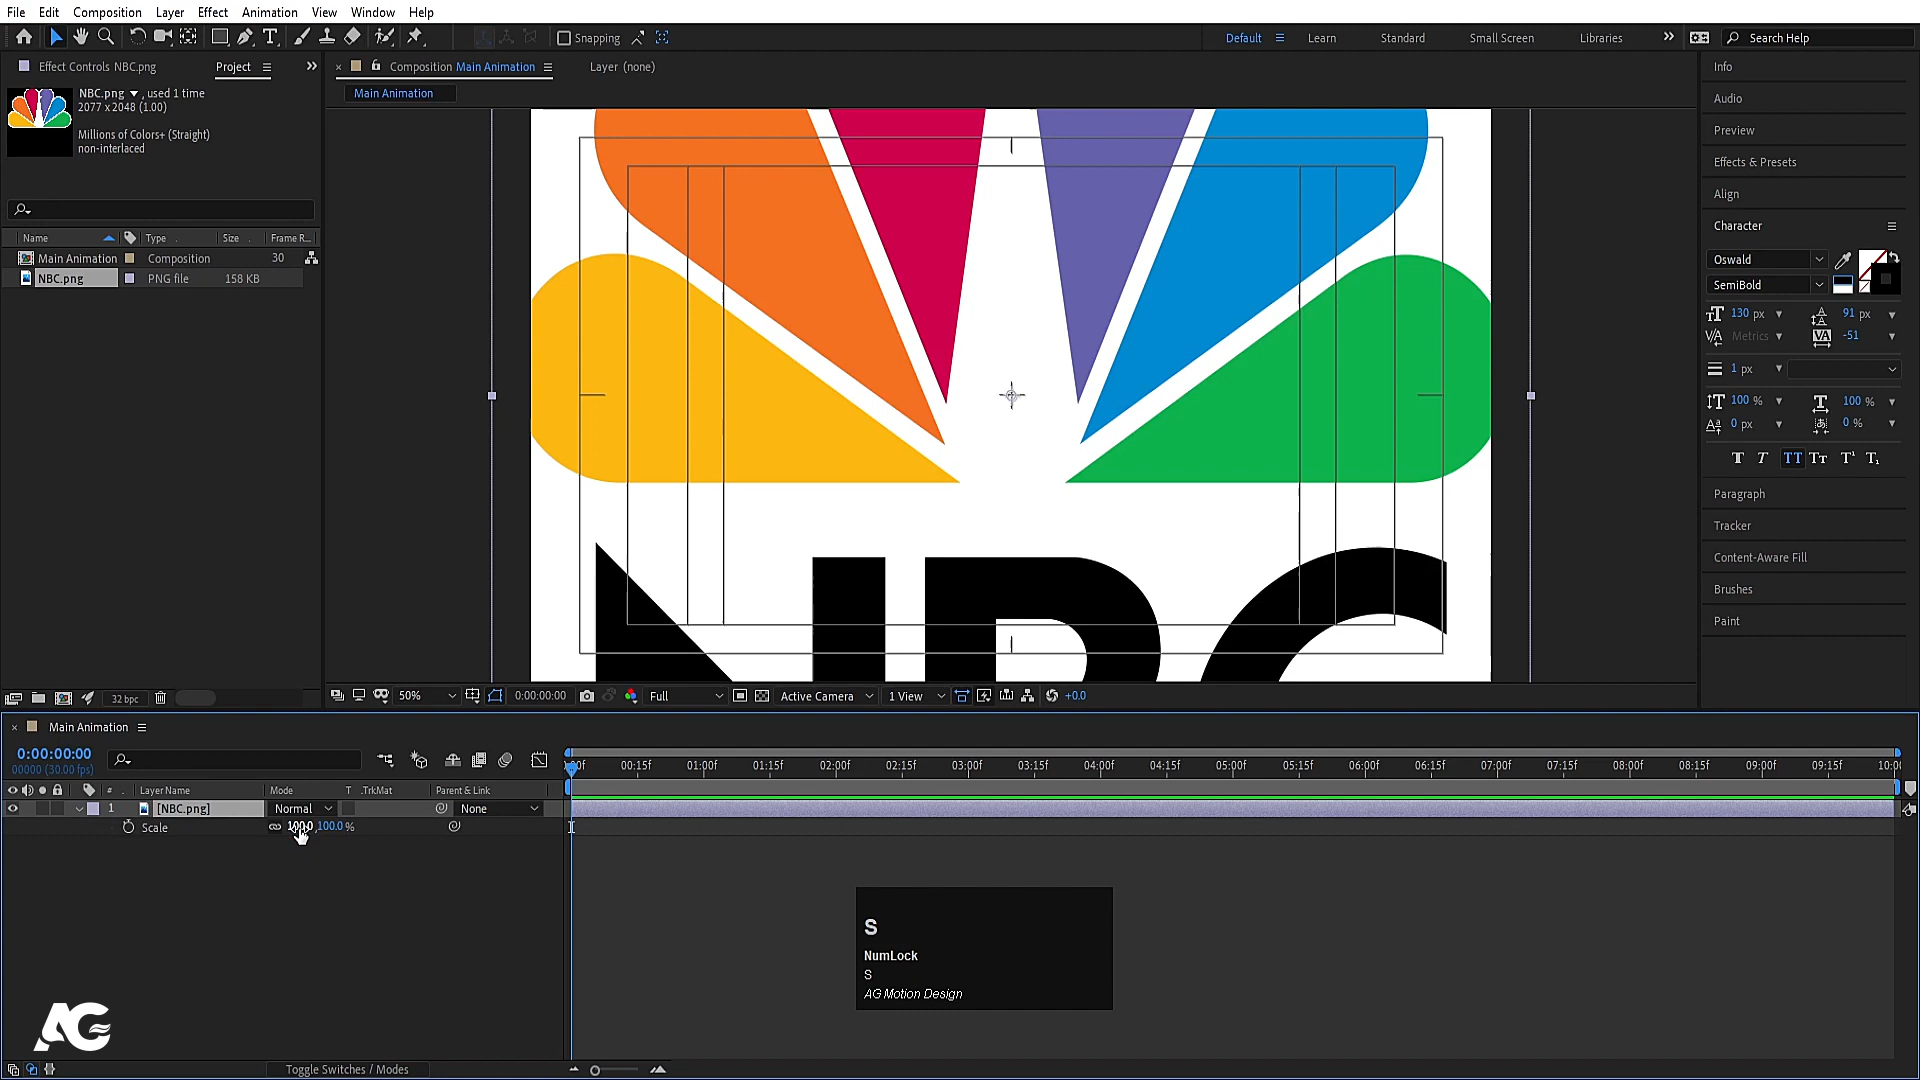 File Edit Composition Layer Effect Animation View Window Help
Snapping Default Learn Standard Small Screen Libraries Search Help
Effect Controls NBC.png Project Composition Main Animation Layer (none) Info
NBC.png , used 1 time Main Animation
2077 x 2048 (1.00) Audio
Millions of Colors+ (Straight) Preview
non-interlaced
Effects & Presets
Align
Character
Name Type Size Frame R...
Main Animation Composition 30 Oswald
NBC.png PNG file 158 KB SemiBold
130 px 91 px
Metrics -51
1 px
100 % 100 %
0 px 0 %
T T TT Tт T¹ T₁
Paragraph
Tracker
Content-Aware Fill
Brushes
Paint
NBC
32 bpc 50% 0:00:00:00 Full Active Camera 1 View +0.0
Main Animation
0:00:00:00
00000 (30.00 fps) :00f 00:15f 01:00f 01:15f 02:00f 02:15f 03:00f 03:15f 04:00f 04:15f 05:00f 05:15f 06:00f 06:15f 07:00f 07:15f 08:00f 08:15f 09:00f 09:15f 10:00
# Layer Name Mode T .TrkMat Parent & Link
1 [NBC.png] Normal None
Scale 100.0,100.0%
S
NumLock
S
AG Motion Design
AG
Toggle Switches / Modes